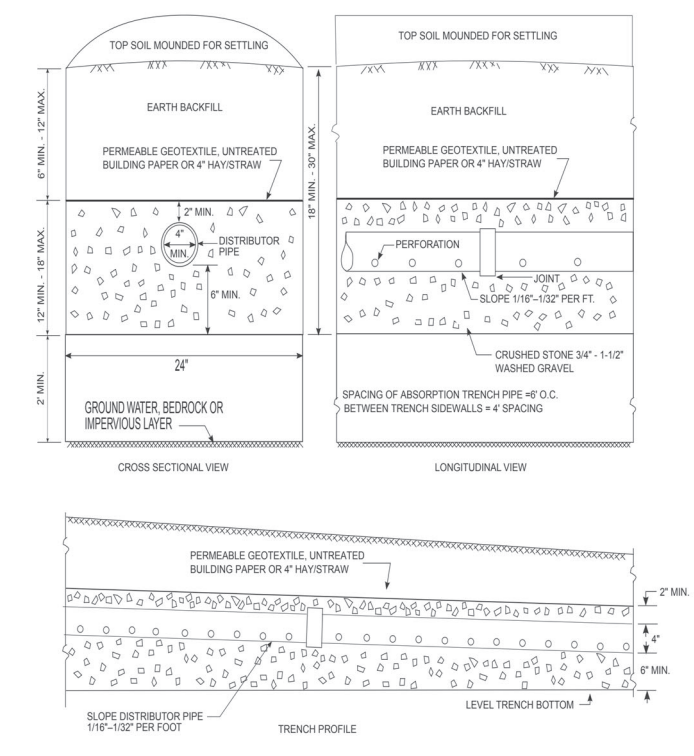 TOP SOIL MOUNDED FOR SETTLING
6" MIN. - 12" MAX.
EARTH BACKFILL
PERMEABLE GEOTEXTILE, UNTREATED
BUILDING PAPER OR 4" HAY/STRAW
2" MIN.
4"
MIN.
DISTRIBUTOR
PIPE
6" MIN.
12" MIN. - 18" MAX.
24"
2' MIN.
GROUND WATER, BEDROCK OR
IMPERVIOUS LAYER
CROSS SECTIONAL VIEW
18" MIN. - 30" MAX.
TOP SOIL MOUNDED FOR SETTLING
EARTH BACKFILL
PERMEABLE GEOTEXTILE, UNTREATED
BUILDING PAPER OR 4" HAY/STRAW
PERFORATION
JOINT
SLOPE 1/16"–1/32" PER FT.
CRUSHED STONE 3/4" - 1-1/2"
WASHED GRAVEL
SPACING OF ABSORPTION TRENCH PIPE =6' O.C.
BETWEEN TRENCH SIDEWALLS = 4' SPACING
LONGITUDINAL VIEW
PERMEABLE GEOTEXTILE, UNTREATED
BUILDING PAPER OR 4" HAY/STRAW
2" MIN.
4"
6" MIN.
LEVEL TRENCH BOTTOM
SLOPE DISTRIBUTOR PIPE
1/16"–1/32" PER FOOT
TRENCH PROFILE